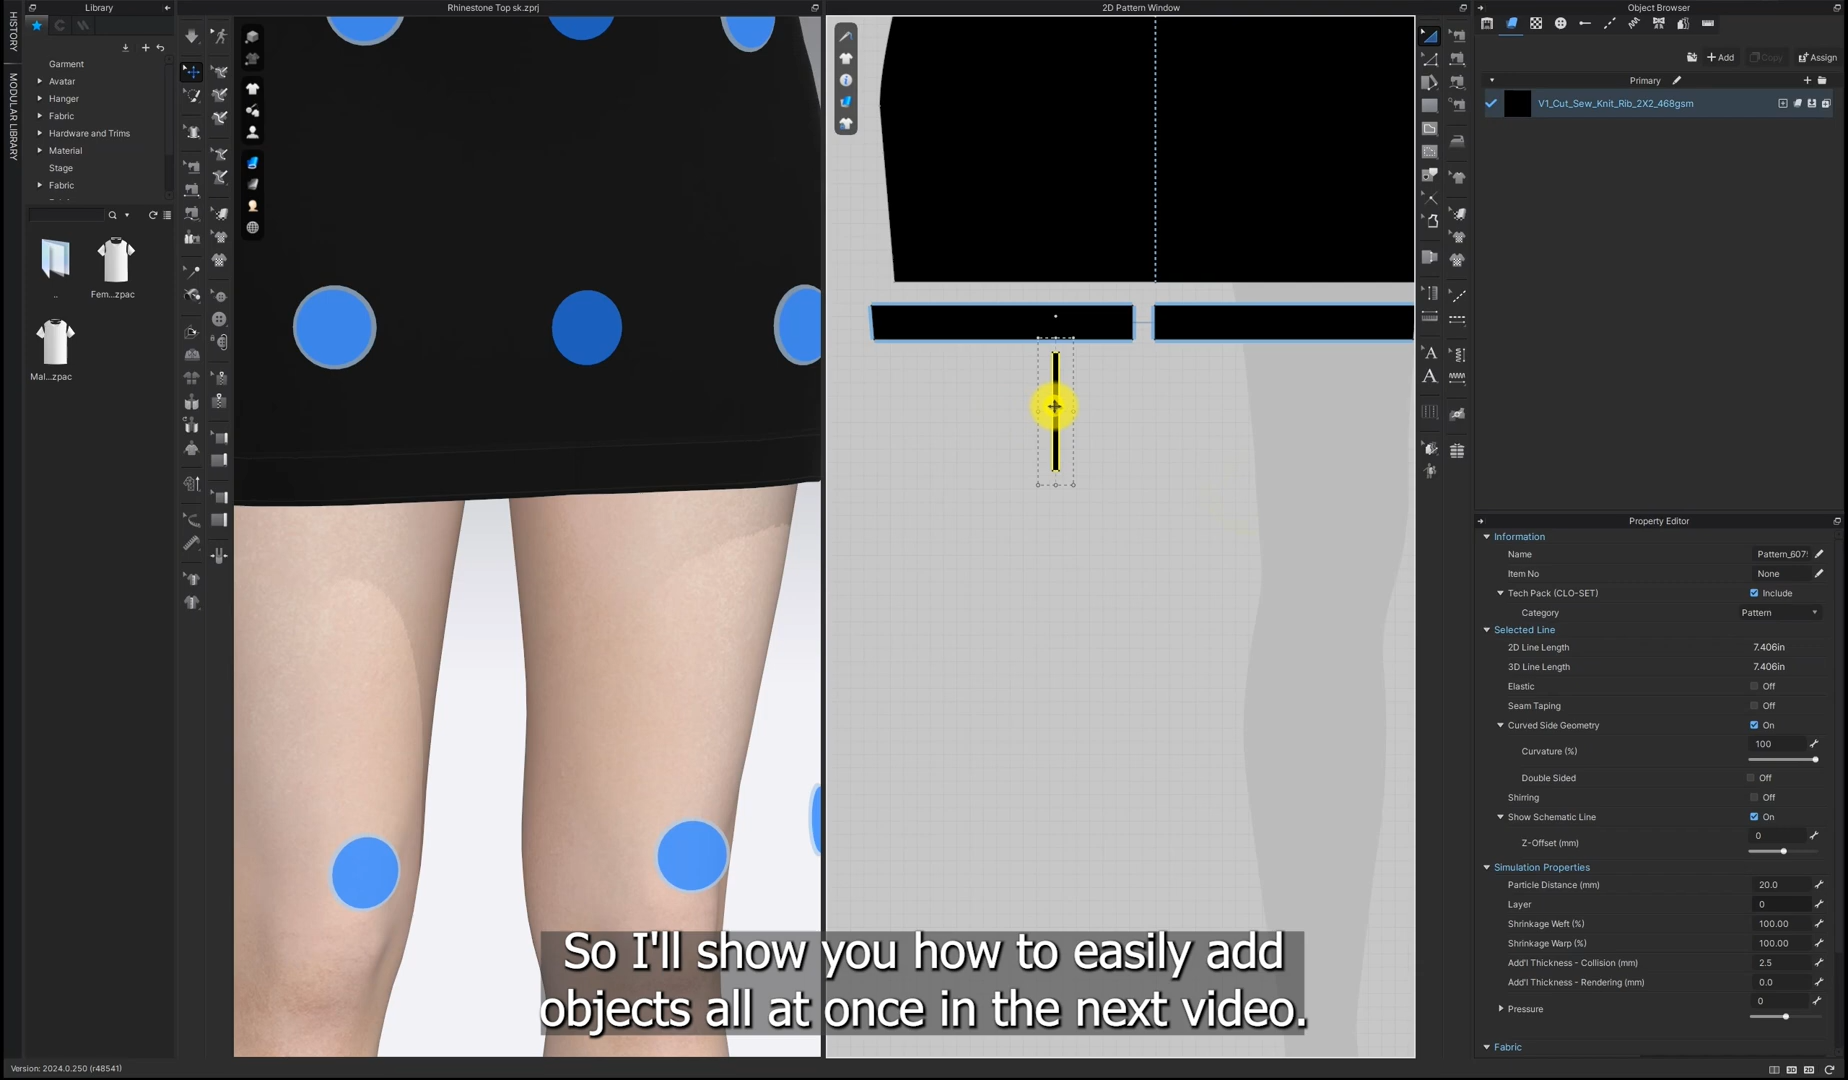 HISTORY
MODULAR LIBRARY
Library
Garment
Avatar
Hanger
Fabric
Hardware and Trims
Material
Stage
Fabric
..
Fem...zpac
Mal...zpac
Rhinestone Top sk.zprj
2D Pattern Window
A
A
Object Browser
+Add
Copy
Assign
Primary
V1_Cut_Sew_Knit_Rib_2X2_468gsm
Property Editor
Information
Name Pattern_607
Item No None
Tech Pack (CLO-SET) Include
Category Pattern
Selected Line
2D Line Length 7.406in
3D Line Length 7.406in
Elastic Off
Seam Taping Off
Curved Side Geometry On
Curvature (%) 100
Double Sided Off
Shirring Off
Show Schematic Line On
Z-Offset (mm) 0
Simulation Properties
Particle Distance (mm) 20.0
Layer 0
Shrinkage Weft (%) 100.00
Shrinkage Warp (%) 100.00
Add'l Thickness - Collision (mm) 2.5
Add'l Thickness - Rendering (mm) 0.0
Pressure 0
Fabric
So I'll show you how to easily add
objects all at once in the next video.
Version: 2024.0.250 (r48541)
3D
2D